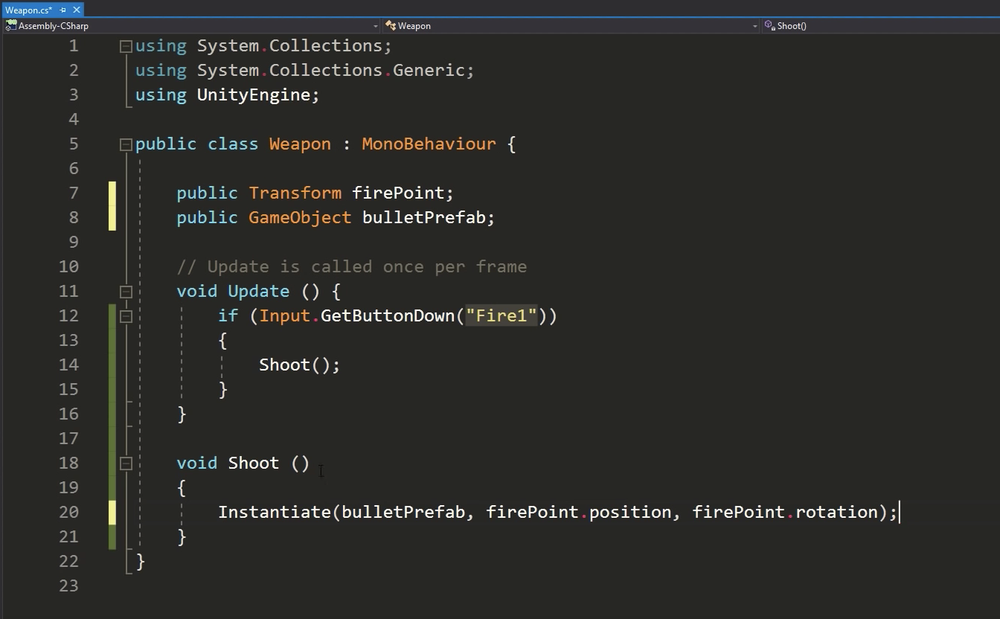 Weapon.cs*
Assembly-CSharp Weapon Shoot()
1 using System.Collections;
2 using System.Collections.Generic;
3 using UnityEngine;
4
5 public class Weapon : MonoBehaviour {
6
7 public Transform firePoint;
8 public GameObject bulletPrefab;
9
10 // Update is called once per frame
11 void Update () {
12 if (Input.GetButtonDown("Fire1"))
13 {
14 Shoot();
15 }
16 }
17
18 void Shoot ()
19 {
20 Instantiate(bulletPrefab, firePoint.position, firePoint.rotation);
21 }
22 }
23